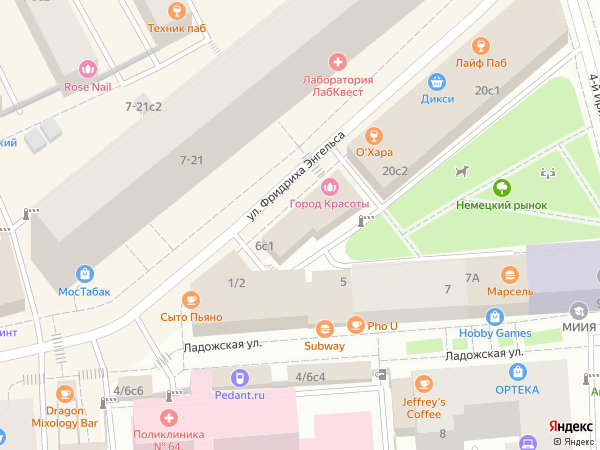 Техник паб
Rose Nail
7-21с2
ский
7-21
Лаборатория
ЛабКвест
Лайф Паб
20с1
Дикси
О'Хара
20с2
ул. Фридриха Энгельса
Город Красоты
Немецкий рынок
6с1
МосТабак
1/2
5
7А
7
Марсель
Сыто Пьяно
Pho U
Hobby Games
МИИЯ
Subway
Ладожская ул.
Ладожская ул.
4/6с6
4/6с4
Pedant.ru
Dragon
Mixology Bar
Поликлиника
№ 64,
Jeffrey's
Coffee
8
ОРТЕКА
Яндекс
© Яндекс